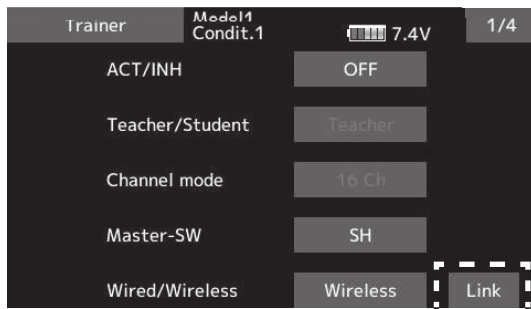 Trainer Model1 Condit.1 7.4V 1/4
ACT/INH OFF
Teacher/Student Teacher
Channel mode 16 Ch
Master-SW SH
Wired/Wireless Wireless Link